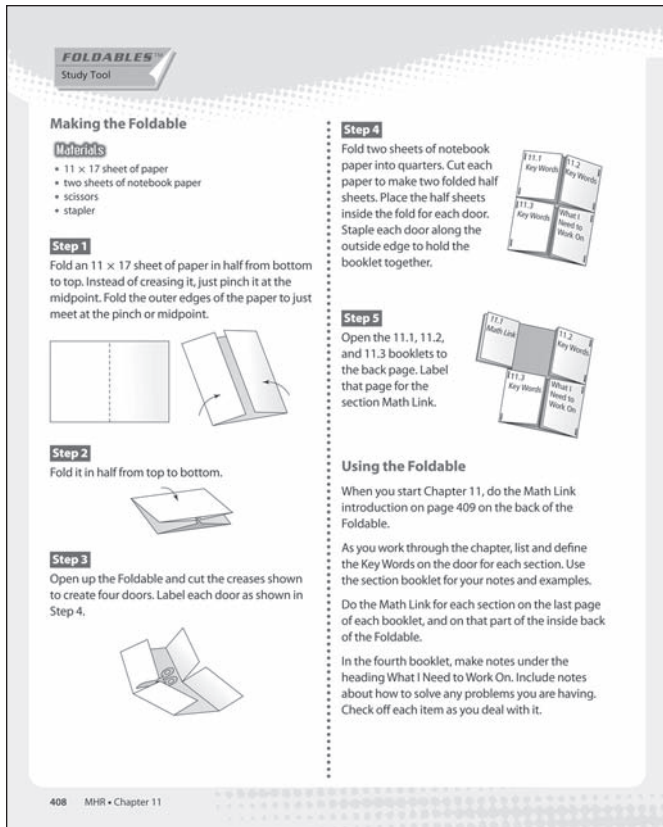 FOLDABLES™
Study Tool
Making the Foldable
Materials
• 11 × 17 sheet of paper
• two sheets of notebook paper
• scissors
• stapler
Step 1
Fold an 11 × 17 sheet of paper in half from bottom
to top. Instead of creasing it, just pinch it at the
midpoint. Fold the outer edges of the paper to just
meet at the pinch or midpoint.
Step 2
Fold it in half from top to bottom.
Step 3
Open up the Foldable and cut the creases shown
to create four doors. Label each door as shown in
Step 4.
Step 4
Fold two sheets of notebook
paper into quarters. Cut each
paper to make two folded half
sheets. Place the half sheets
inside the fold for each door.
Staple each door along the
outside edge to hold the
booklet together.
11.1
Key Words
11.2
Key Words
11.3
Key Words
What I
Need to
Work On
Step 5
Open the 11.1, 11.2,
and 11.3 booklets to
the back page. Label
that page for the
section Math Link.
11.1
Math Link
11.2
Key Words
11.3
Key Words
What I
Need to
Work On
Using the Foldable
When you start Chapter 11, do the Math Link
introduction on page 409 on the back of the
Foldable.
As you work through the chapter, list and define
the Key Words on the door for each section. Use
the section booklet for your notes and examples.
Do the Math Link for each section on the last page
of each booklet, and on that part of the inside back
of the Foldable.
In the fourth booklet, make notes under the
heading What I Need to Work On. Include notes
about how to solve any problems you are having.
Check off each item as you deal with it.
408 MHR • Chapter 11